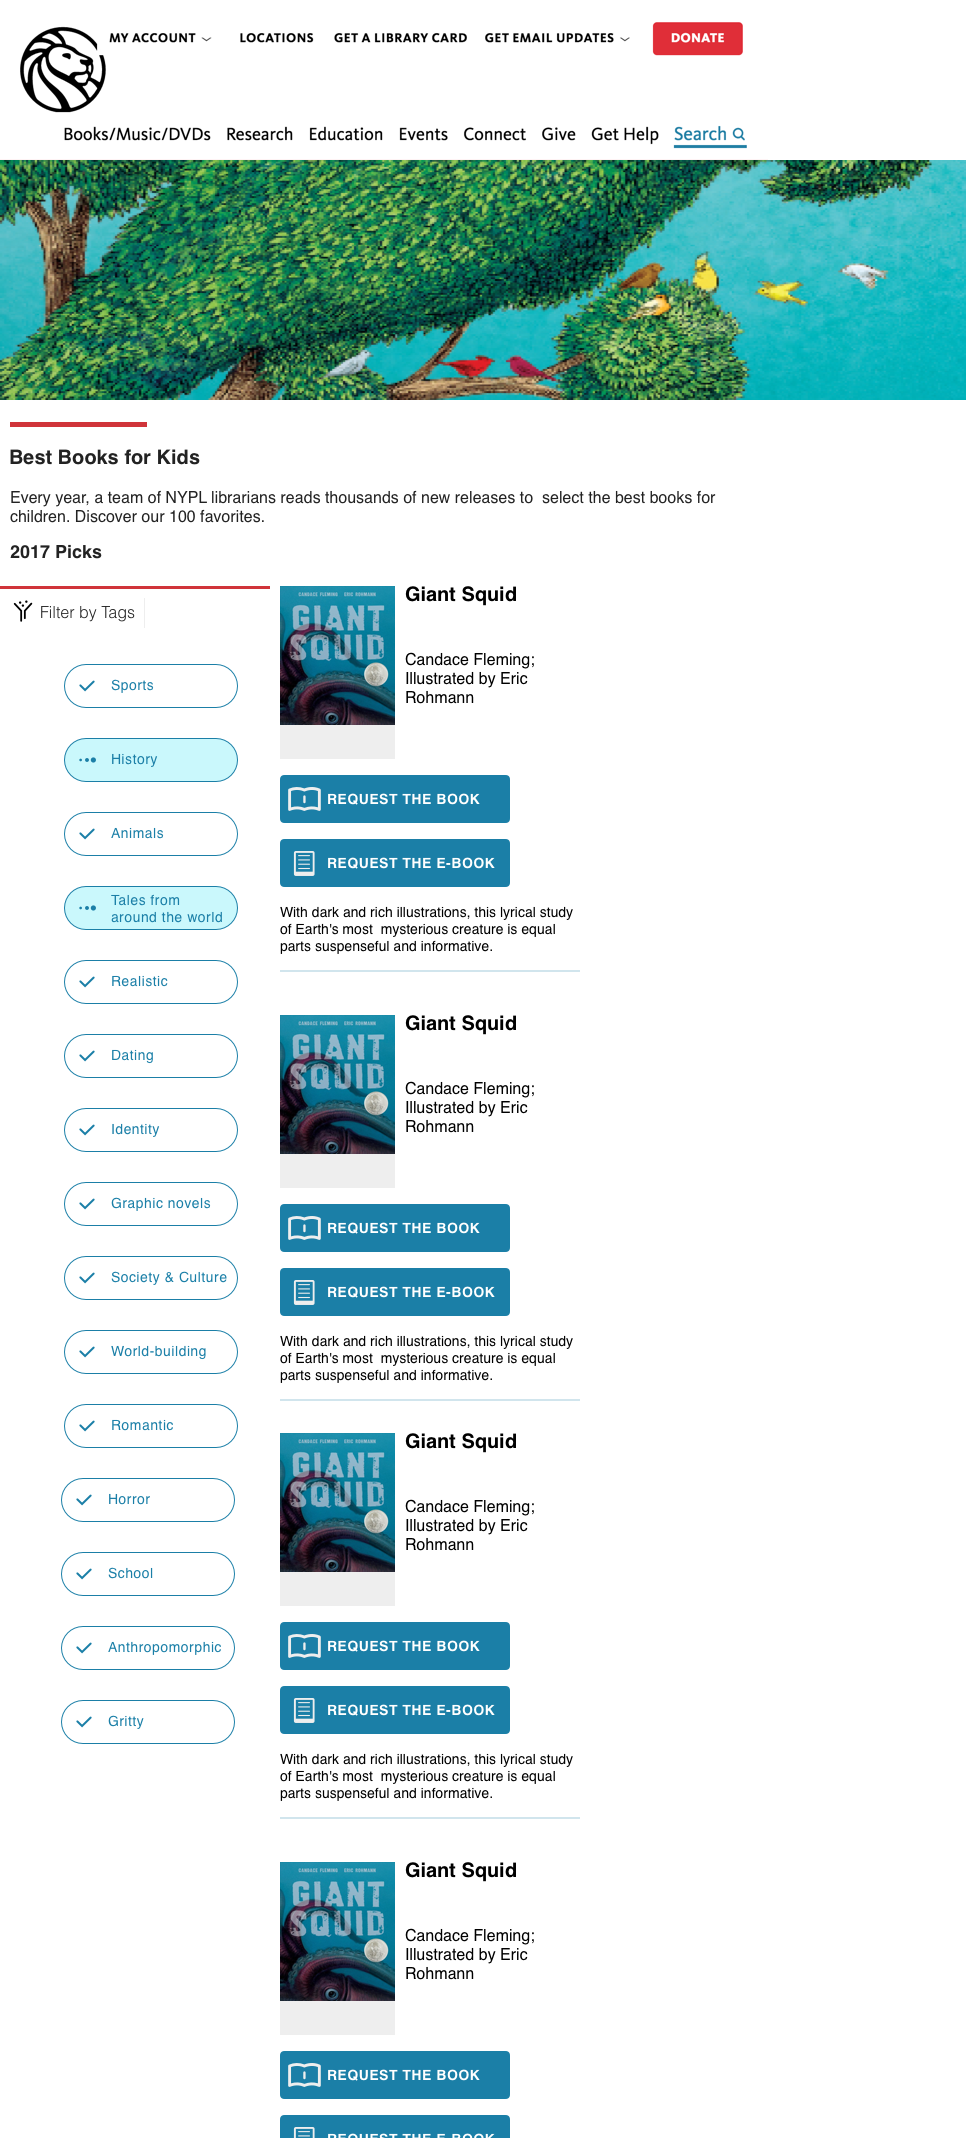 MY ACCOUNT LOCATIONS GET A LIBRARY CARD GET EMAIL UPDATES DONATE
Books/Music/DVDs Research Education Events Connect Give Get Help Search
Best Books for Kids
Every year, a team of NYPL librarians reads thousands of new releases to  select the best books for
children. Discover our 100 favorites.
2017 Picks
Filter by Tags
Sports
History
Animals
Tales from
around the world
Realistic
Dating
Identity
Graphic novels
Society & Culture
World-building
Romantic
Horror
School
Anthropomorphic
Gritty
CANDACE FLEMING ERIC ROHMANN
GIANT
SQUID
Giant Squid
Candace Fleming;
Illustrated by Eric
Rohmann
REQUEST THE BOOK
REQUEST THE E-BOOK
With dark and rich illustrations, this lyrical study
of Earth's most  mysterious creature is equal
parts suspenseful and informative.
CANDACE FLEMING ERIC ROHMANN
GIANT
SQUID
Giant Squid
Candace Fleming;
Illustrated by Eric
Rohmann
REQUEST THE BOOK
REQUEST THE E-BOOK
With dark and rich illustrations, this lyrical study
of Earth's most  mysterious creature is equal
parts suspenseful and informative.
CANDACE FLEMING ERIC ROHMANN
GIANT
SQUID
Giant Squid
Candace Fleming;
Illustrated by Eric
Rohmann
REQUEST THE BOOK
REQUEST THE E-BOOK
With dark and rich illustrations, this lyrical study
of Earth's most  mysterious creature is equal
parts suspenseful and informative.
CANDACE FLEMING ERIC ROHMANN
GIANT
SQUID
Giant Squid
Candace Fleming;
Illustrated by Eric
Rohmann
REQUEST THE BOOK
REQUEST THE E-BOOK